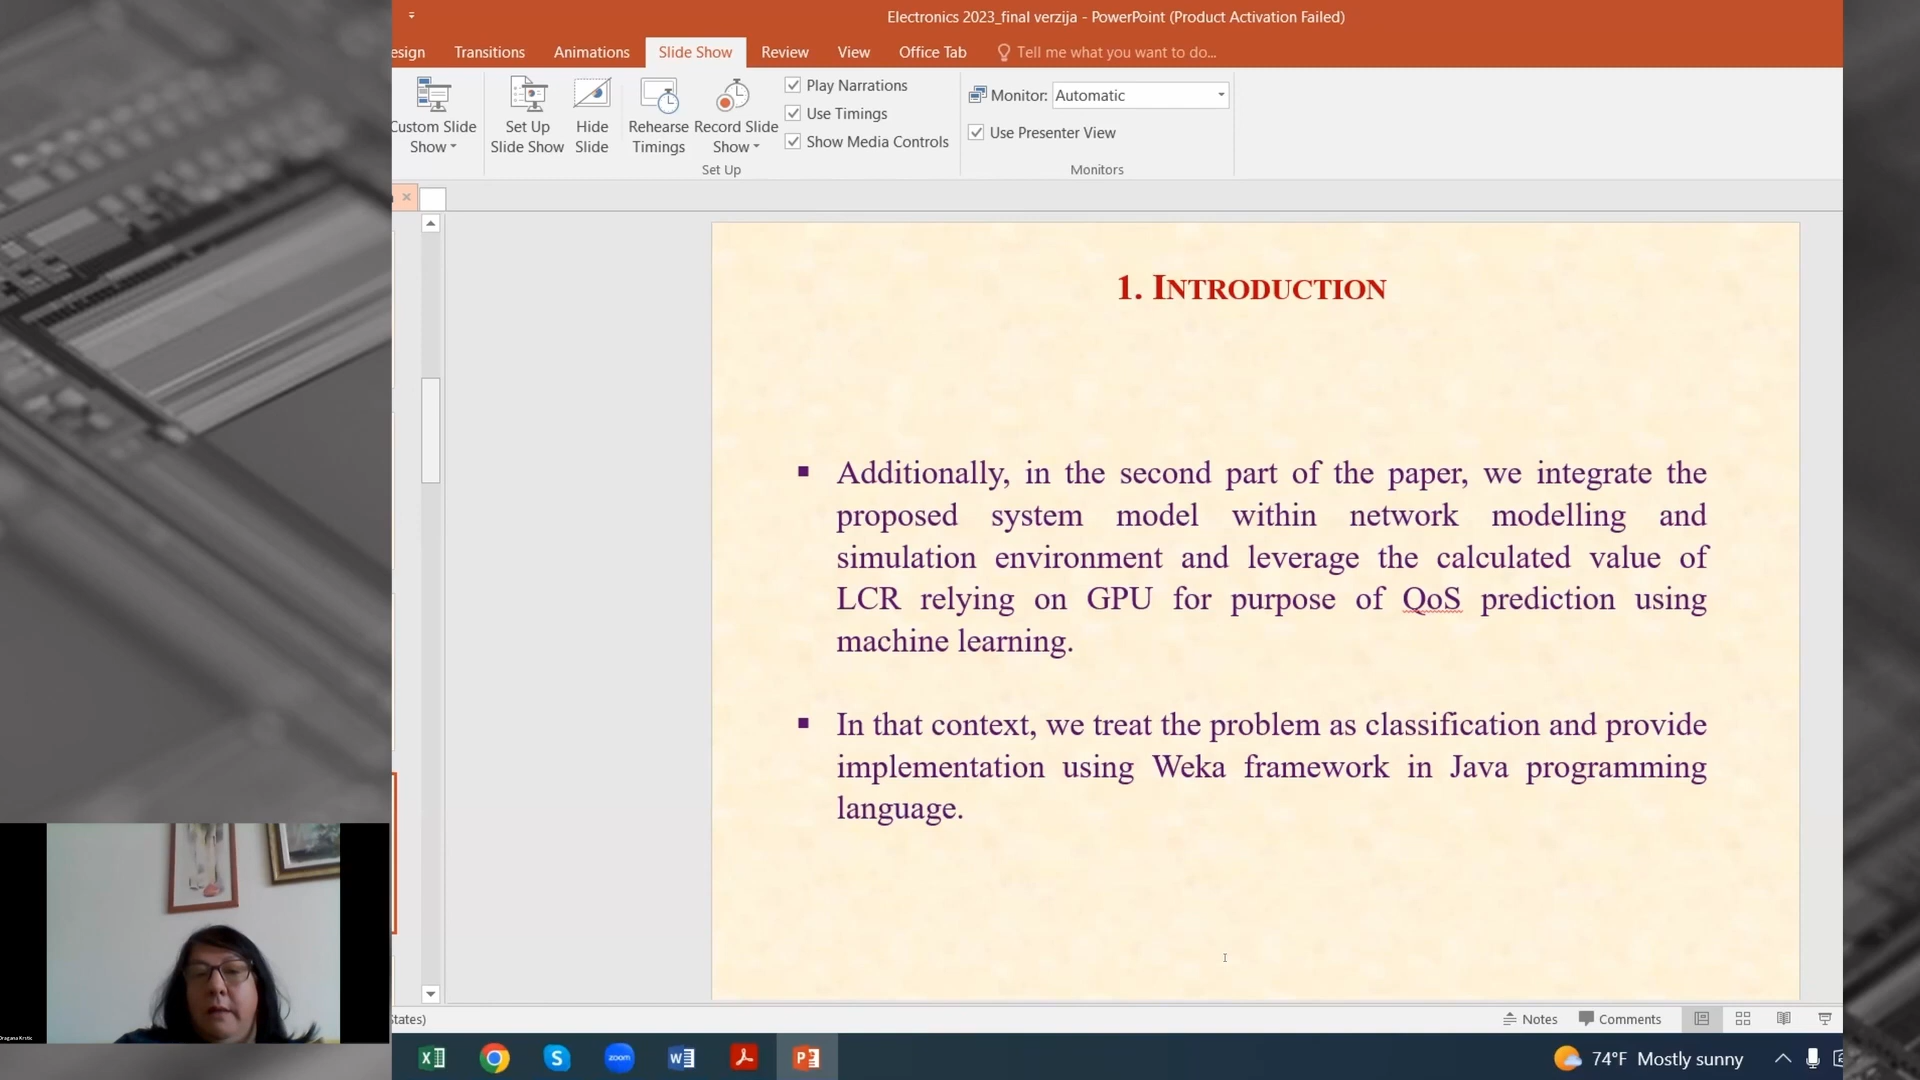 Electronics 2023_final verzija - PowerPoint (Product Activation Failed)
esign Transitions Animations Slide Show Review View Office Tab Tell me what you want to do...
Custom Slide Show
Set Up Slide Show
Hide Slide
Rehearse Timings
Record Slide Show
Play Narrations
Use Timings
Show Media Controls
Set Up
Monitor: Automatic
Use Presenter View
Monitors
1. INTRODUCTION
Additionally, in the second part of the paper, we integrate the
proposed system model within network modelling and
simulation environment and leverage the calculated value of
LCR relying on GPU for purpose of QoS prediction using
machine learning.
In that context, we treat the problem as classification and provide
implementation using Weka framework in Java programming
language.
Dragana Krstic
States)
Notes Comments
zoom
74°F Mostly sunny